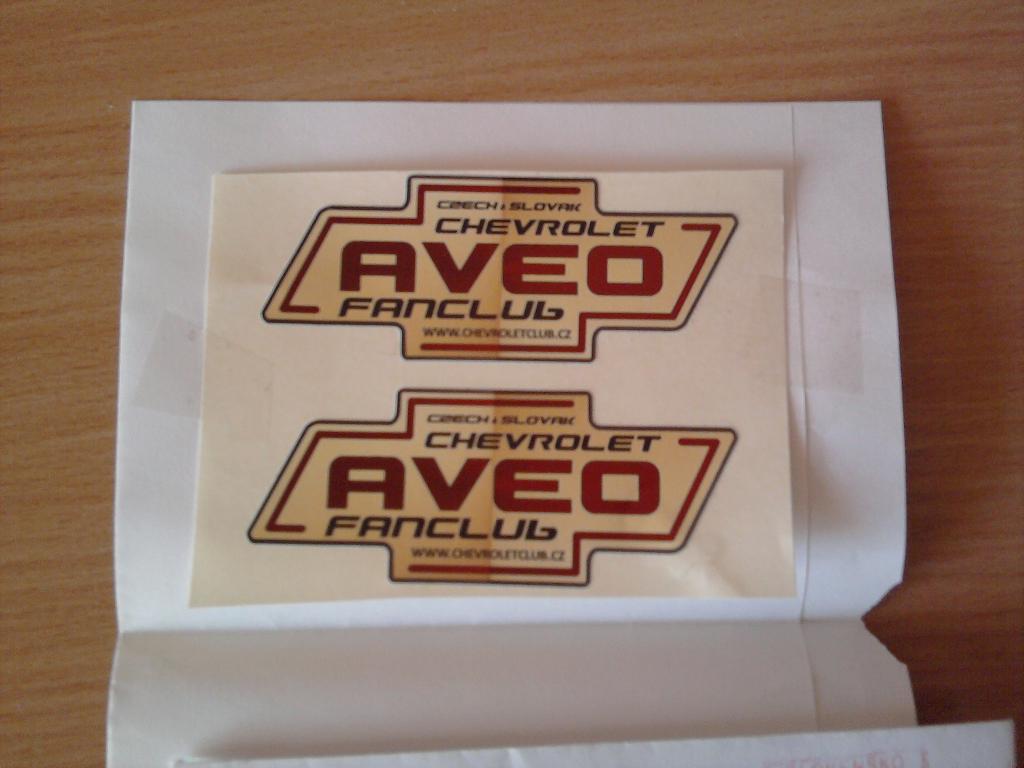 CZECH & SLOVAK
CHEVROLET
AVEO
FANCLUb
WWW.CHEVROLETCLUB.CZ
CZECH & SLOVAK
CHEVROLET
AVEO
FANCLUb
WWW.CHEVROLETCLUB.CZ